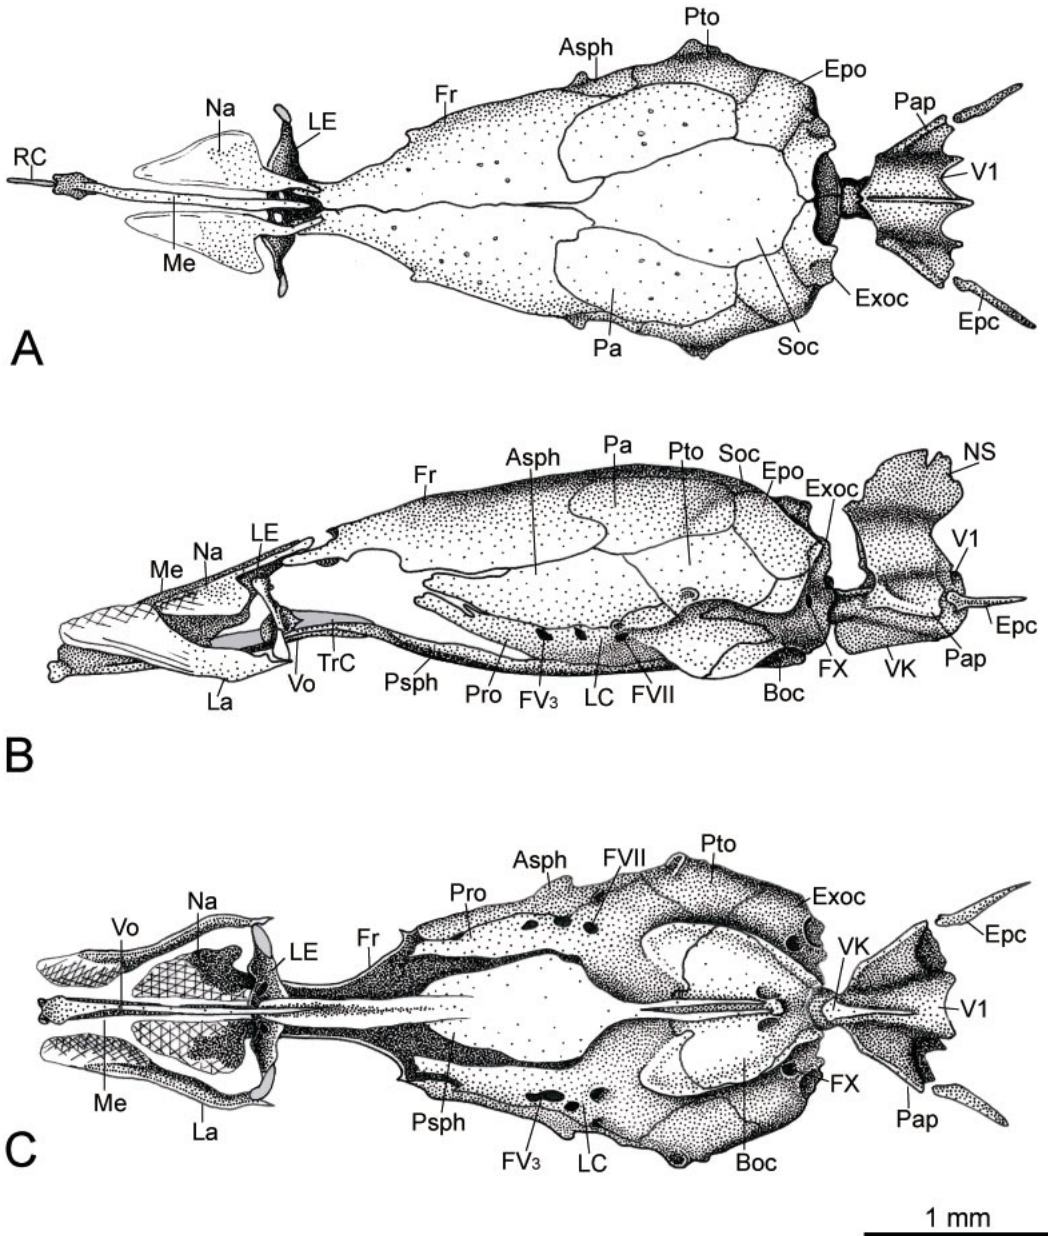 Pto
Asph
Epo
Fr
Pap
Na
LE
RC
V1
Me
Exoc
Epc
Pa
Soc
A
Pa
Pto
Soc
NS
Asph
Epo
Fr
Exoc
LE
V1
Na
Me
Epc
TrC
Vo
Psph
Pro
FV3
LC
FVII
Boc
FX
VK
Pap
La
B
Pto
Asph
FVII
Pro
Exoc
Na
Vo
Fr
LE
VK
Epc
V1
Me
La
Psph
FV3
LC
Boc
FX
Pap
C
1 mm